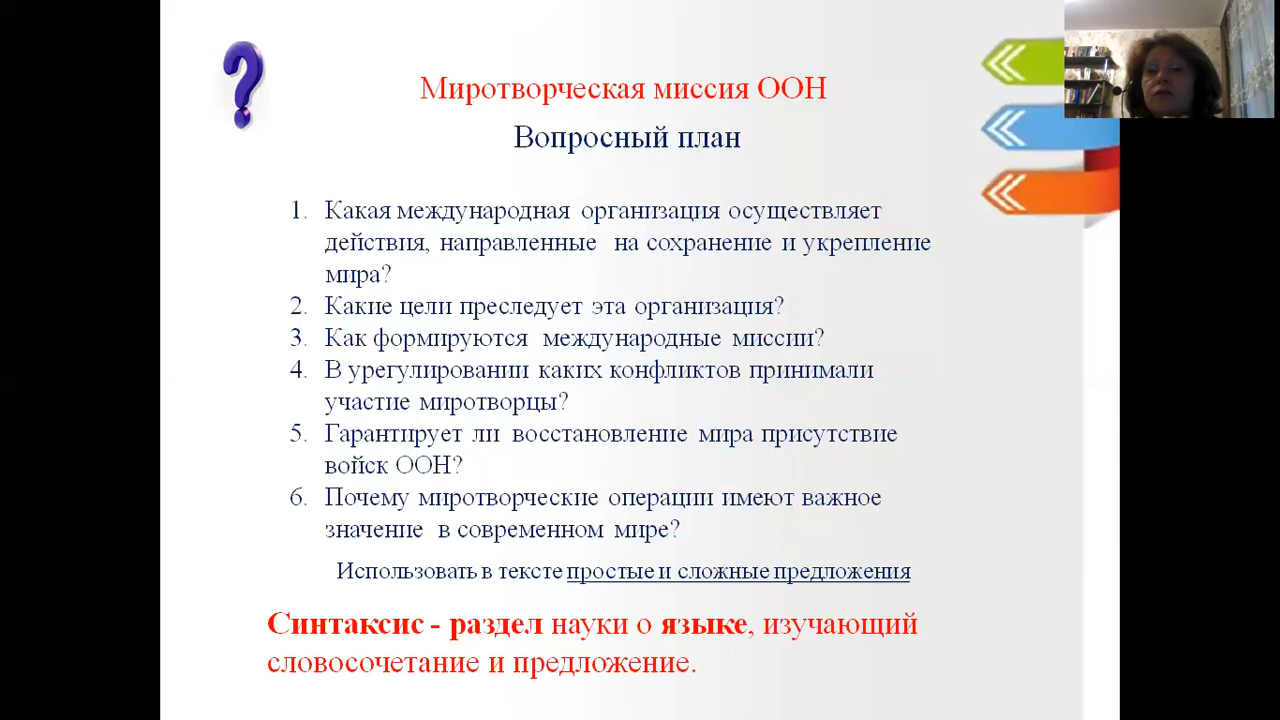 Миротворческая миссия ООН
Вопросный план
1. Какая международная организация осуществляет
действия, направленные на сохранение и укрепление
мира?
2. Какие цели преследует эта организация?
3. Как формируются международные миссии?
4. В урегулировании каких конфликтов принимали
участие миротворцы?
5. Гарантирует ли восстановление мира присутствие
войск ООН?
6. Почему миротворческие операции имеют важное
значение в современном мире?
Использовать в тексте простые и сложные предложения
Синтаксис - раздел науки о языке, изучающий
словосочетание и предложение.